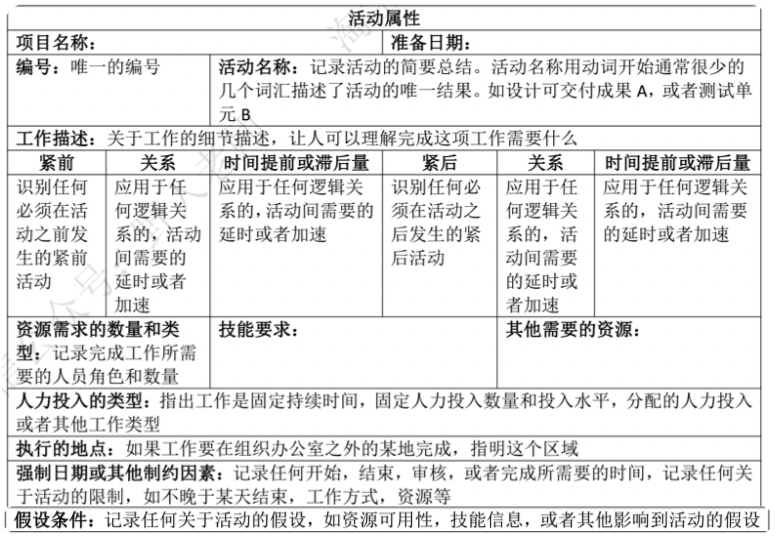 活动属性
项目名称： 准备日期：
编号：唯一的编号 活动名称：记录活动的简要总结。活动名称用动词开始通常很少的
几个词汇描述了活动的唯一结果。如设计可交付成果 A，或者测试单
元 B
工作描述：关于工作的细节描述，让人可以理解完成这项工作需要什么
紧前 关系 时间提前或滞后量 紧后 关系 时间提前或滞后量
识别任何
必须在活
动之前发
生的紧前
活动
应用于任
何逻辑关
系的，活动
间需要的
延时或者
加速
应用于任何逻辑关
系的，活动间需要的
延时或者加速
识别任何必
须在活动之
后发生的紧
后活动
应用于任
何逻辑关
系的，活
动间需要
的延时或
者加速
应用于任何逻辑关
系的，活动间需要
的延时或者加速
资源需求的数量和类
型：记录完成工作所需
要的人员角色和数量
技能要求：
其他需要的资源：
人力投入的类型：指出工作是固定持续时间，固定人力投入数量和投入水平，分配的人力投入
或者其他工作类型
执行的地点：如果工作要在组织办公室之外的某地完成，指明这个区域
强制日期或其他制约因素：记录任何开始，结束，审核，或者完成所需要的时间，记录任何关
于活动的限制，如不晚于某天结束，工作方式，资源等
假设条件：记录任何关于活动的假设，如资源可用性，技能信息，或者其他影响到活动的假设